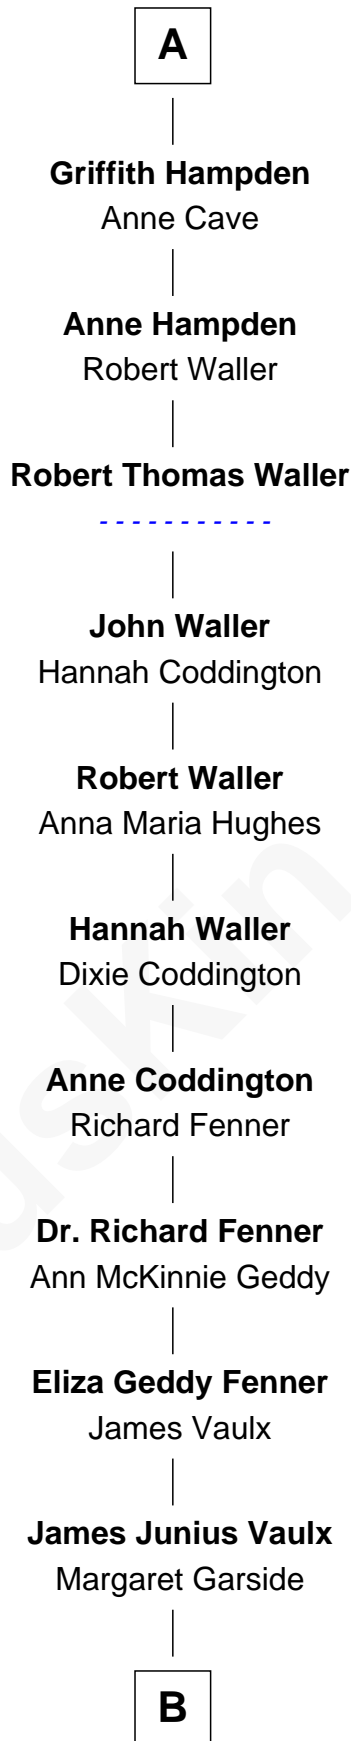 A
Griffith Hampden
Anne Cave
Anne Hampden
Robert Waller
Robert Thomas Waller
- - - - - - - - - - -
John Waller
Hannah Coddington
Robert Waller
Anna Maria Hughes
Hannah Waller
Dixie Coddington
Anne Coddington
Richard Fenner
Dr. Richard Fenner
Ann McKinnie Geddy
Eliza Geddy Fenner
James Vaulx
James Junius Vaulx
Margaret Garside
B